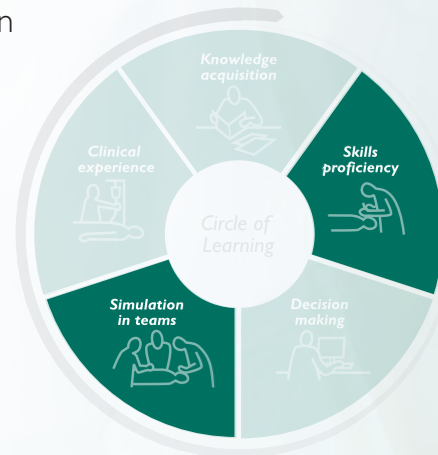 n
Knowledge
acquisition
Skills
proficiency
Decision
making
Simulation
in teams
Clinical
experience
Circle of
Learning